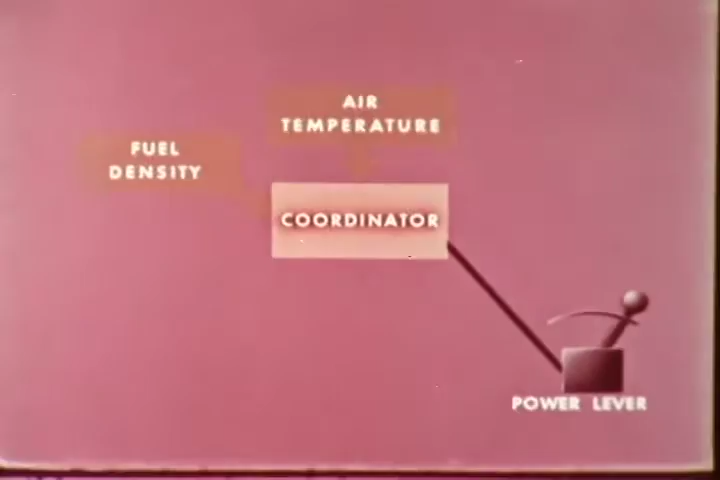 AIR
TEMPERATURE
FUEL
DENSITY
COORDINATOR
POWER LEVER